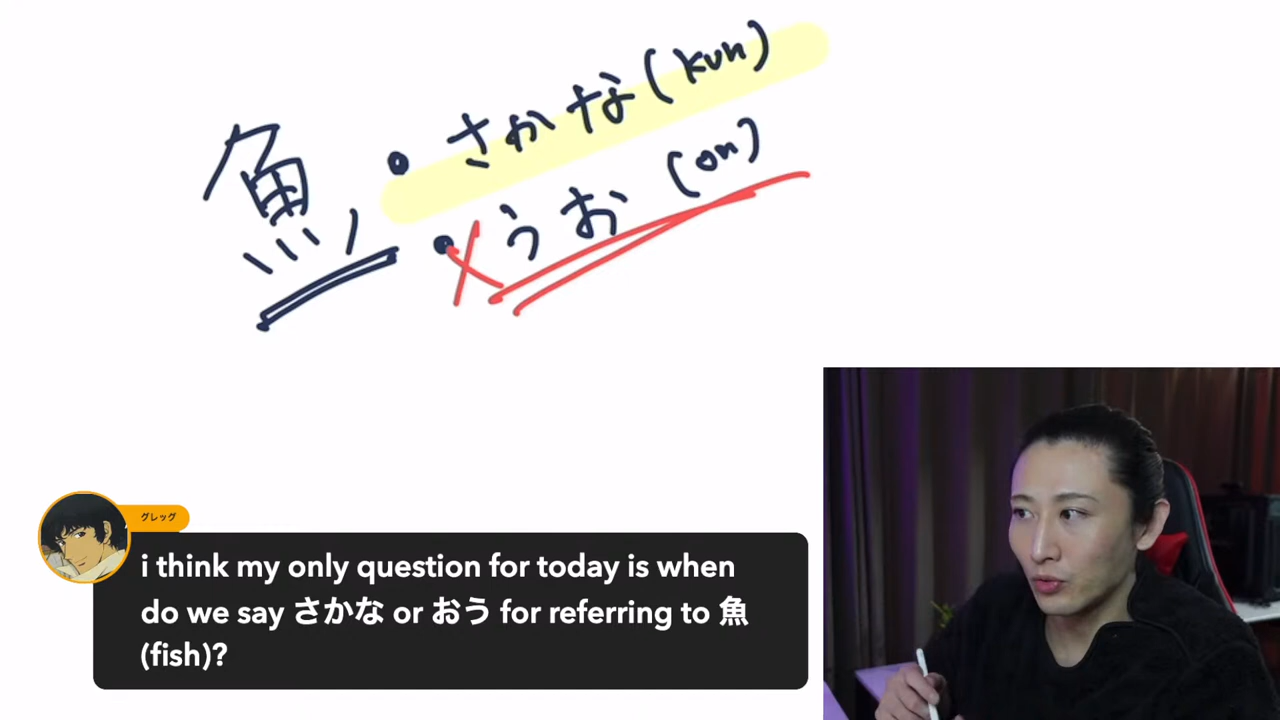 魚
・さかな(kun)
・うお(on)
グレッグ
i think my only question for today is when
do we say さかな or おう for referring to 魚
(fish)?